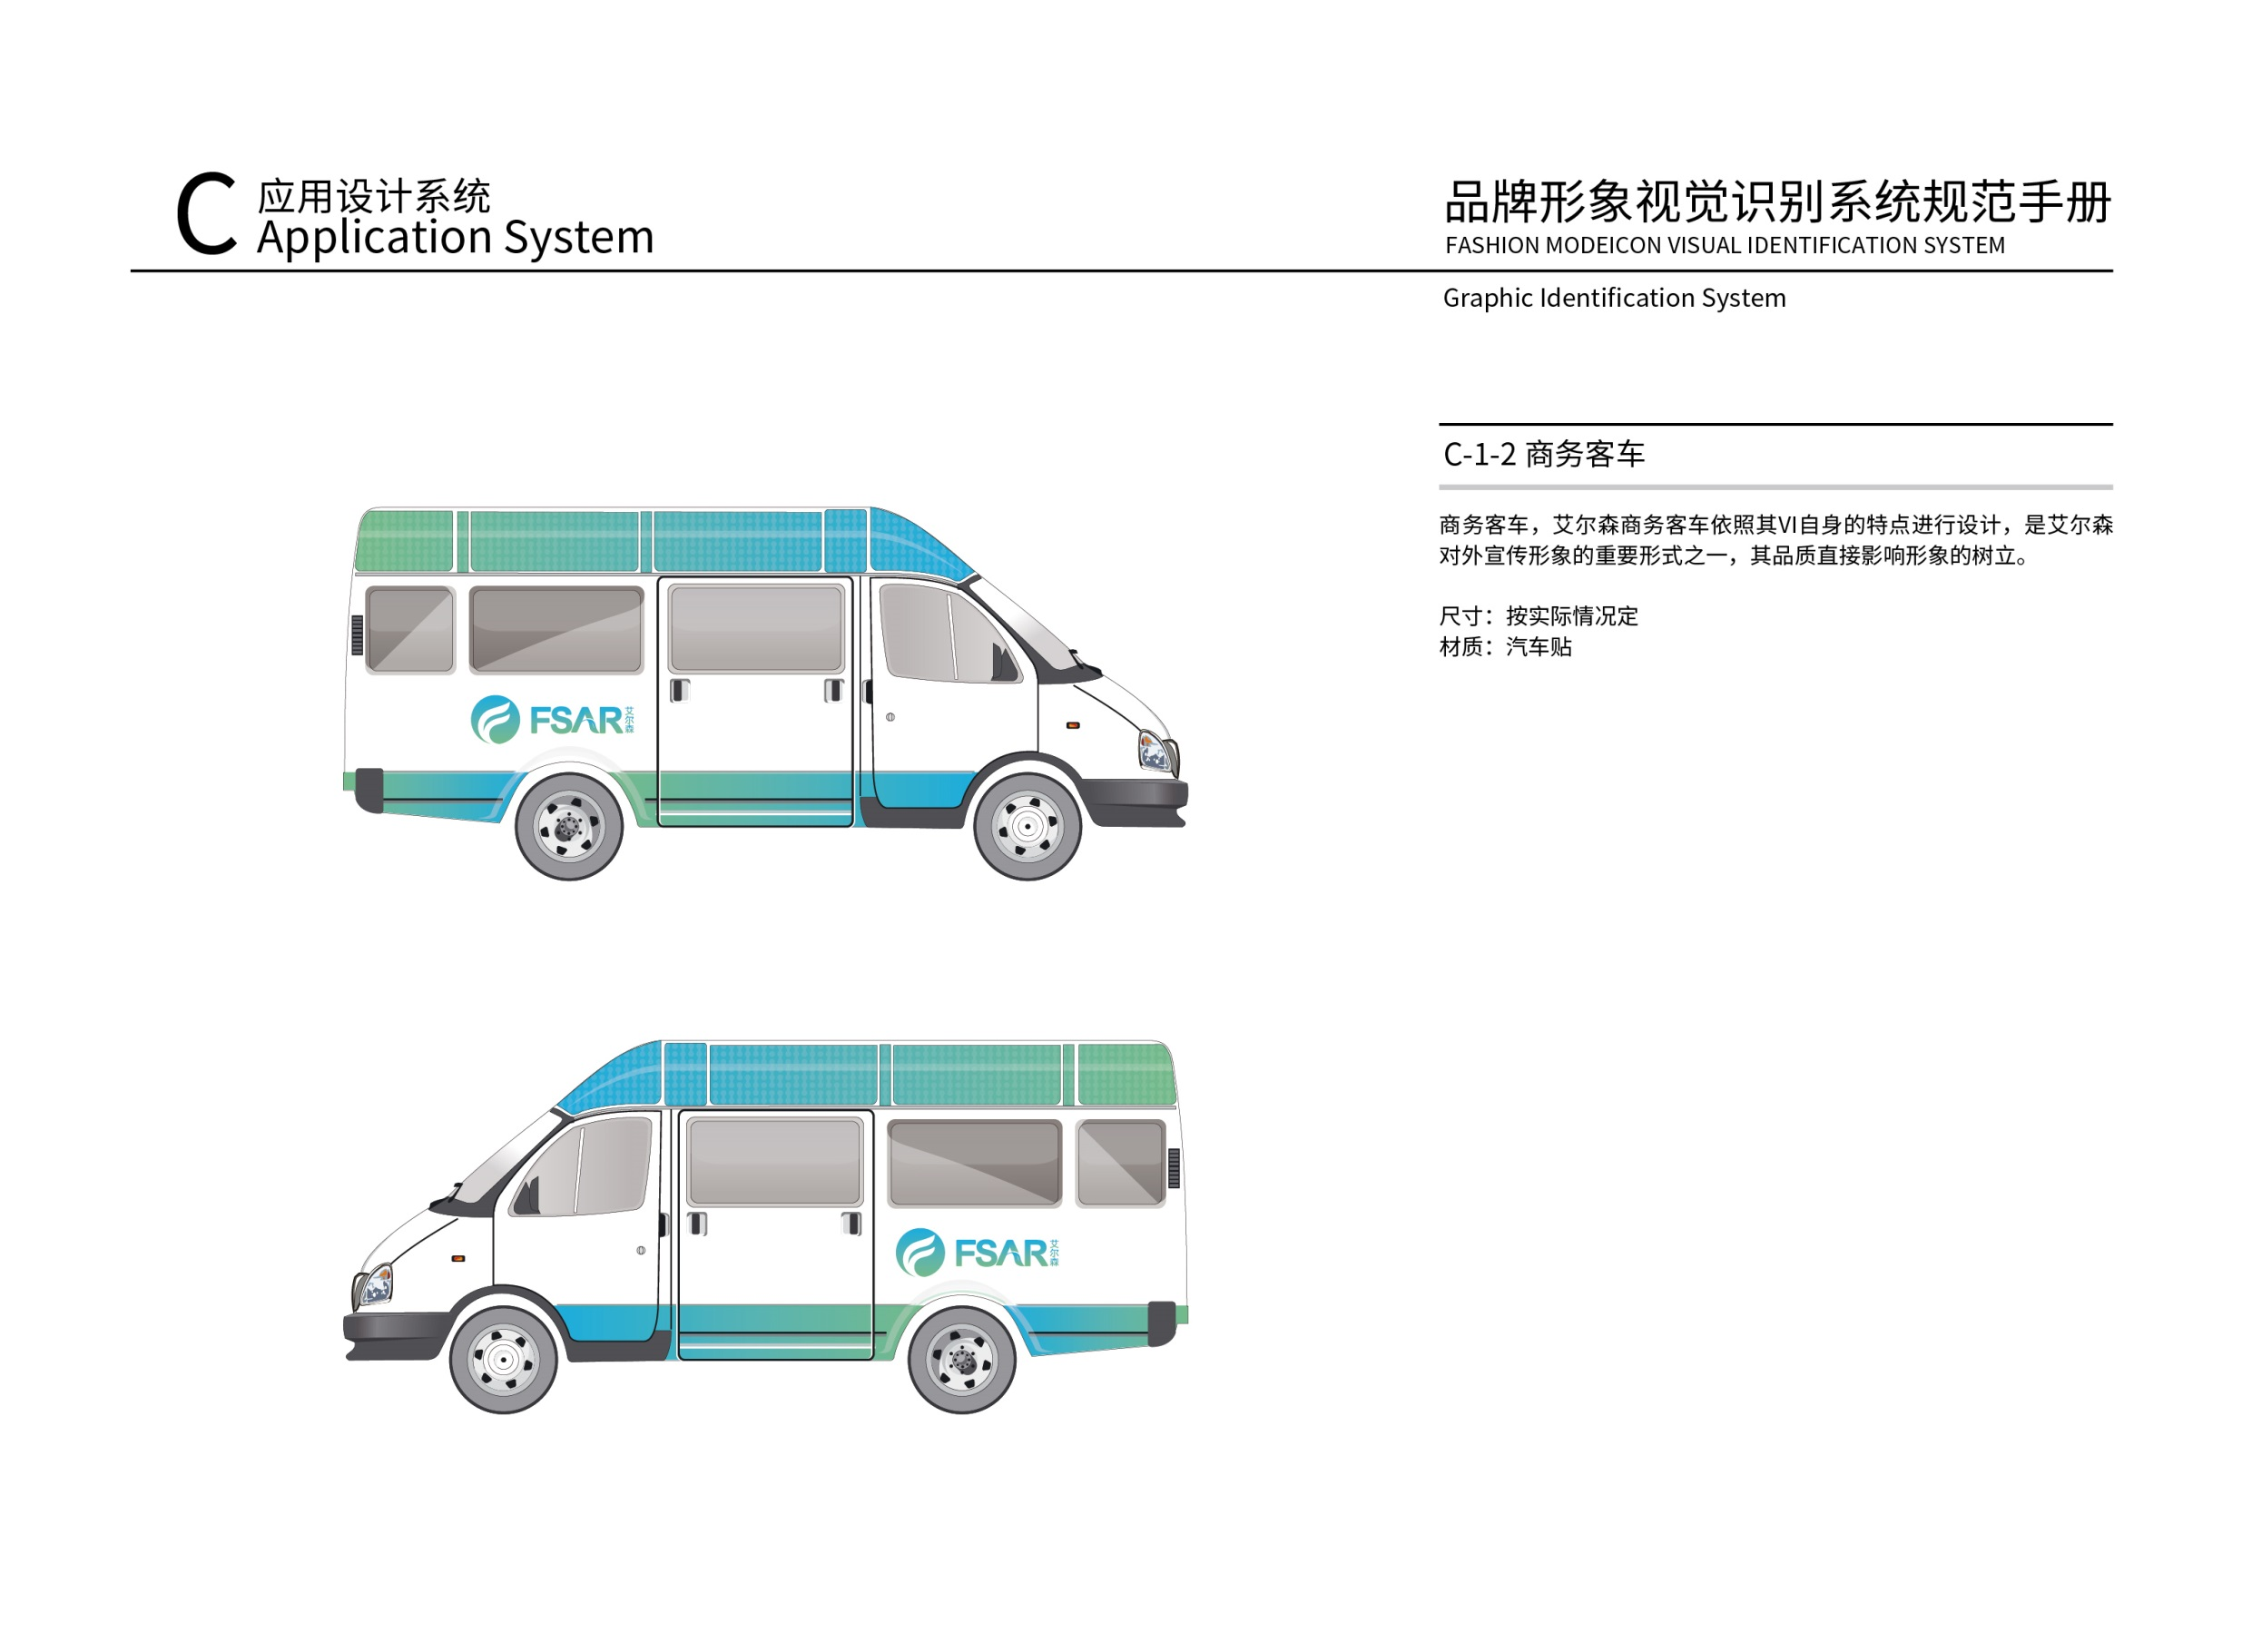 C 应用设计系统
Application System
品牌形象视觉识别系统规范手册
FASHION MODEICON VISUAL IDENTIFICATION SYSTEM
Graphic Identification System
C-1-2 商务客车
商务客车，艾尔森商务客车依照其VI自身的特点进行设计，是艾尔森
对外宣传形象的重要形式之一，其品质直接影响形象的树立。
尺寸：按实际情况定
材质：汽车贴
FSAR 艾尔森
FSAR 艾尔森